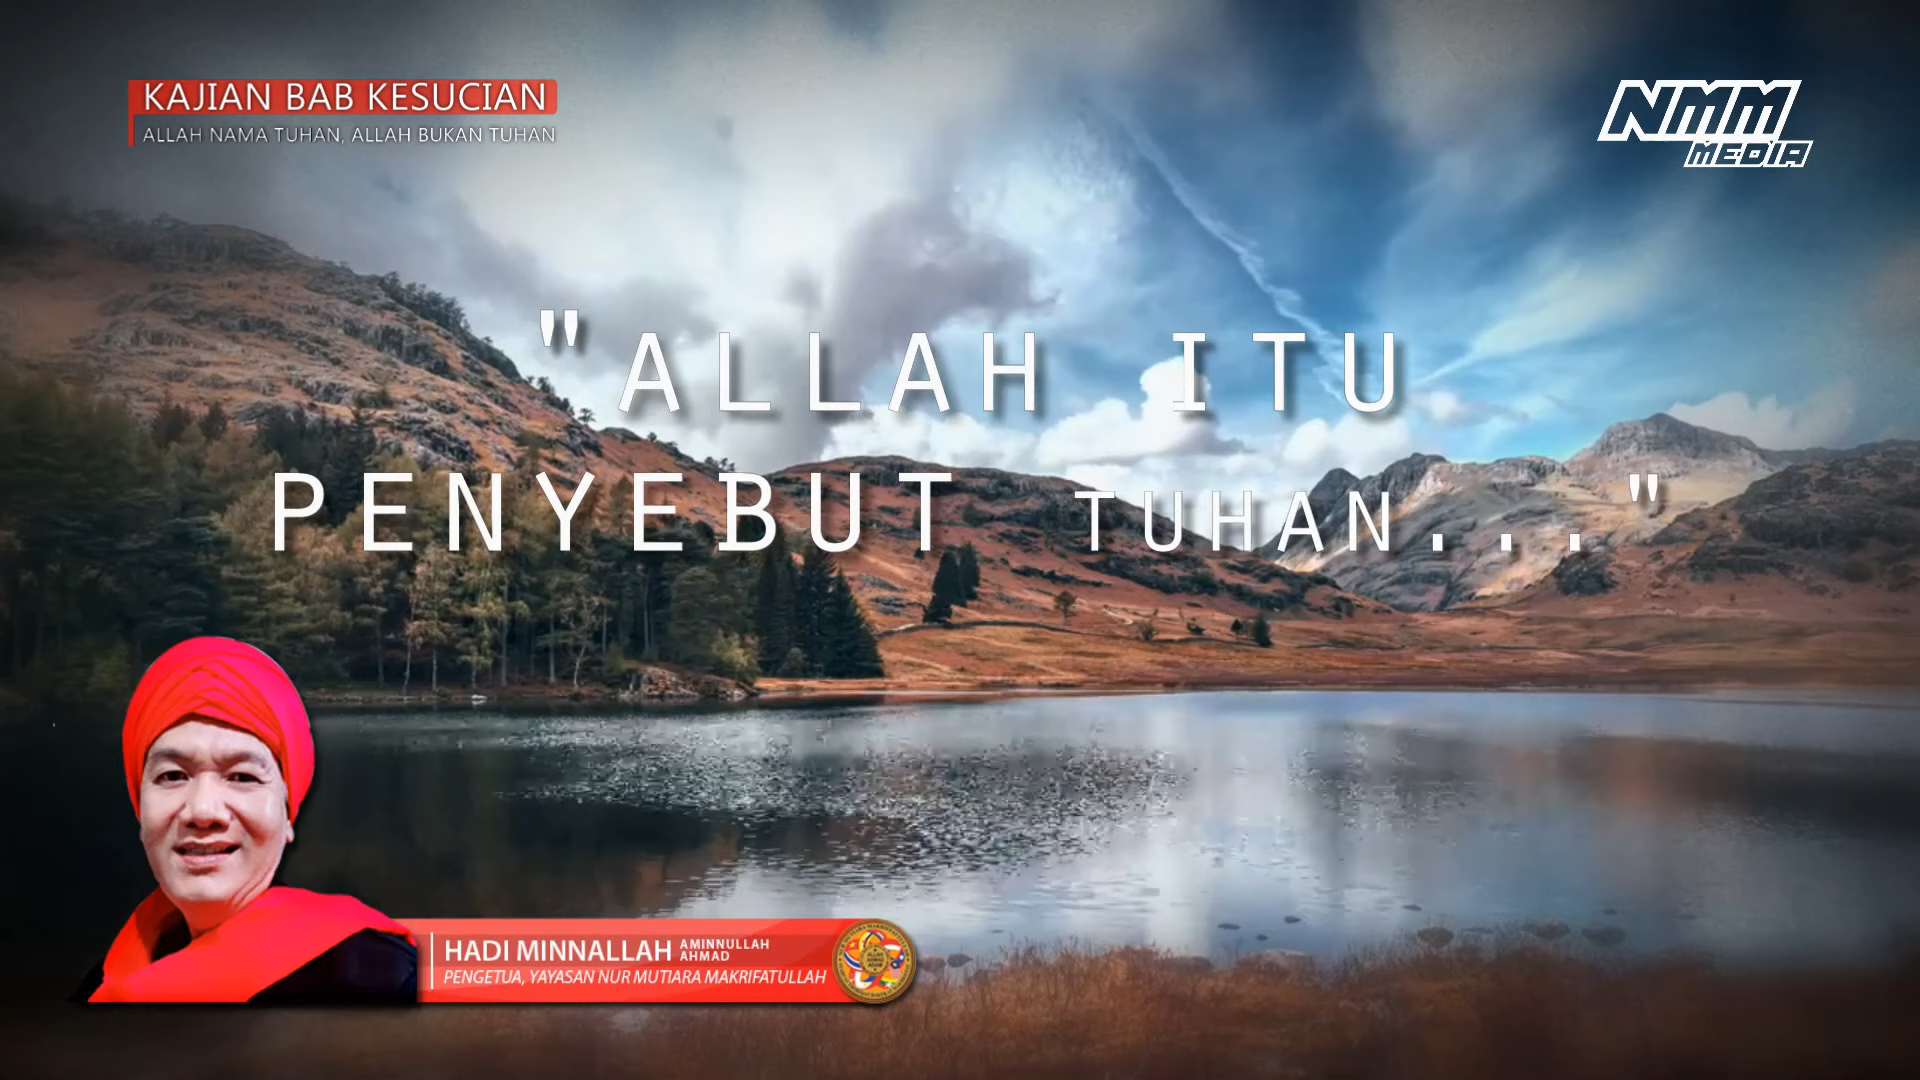 KAJIAN BAB KESUCIAN
ALLAH NAMA TUHAN, ALLAH BUKAN TUHAN
NMM
MEDIA
"ALLAH ITU
PENYEBUT TUHAN..."
HADI MINNALLAH AMINNULLAH
AHMAD
PENGETUA, YAYASAN NUR MUTIARA MAKRIFATULLAH